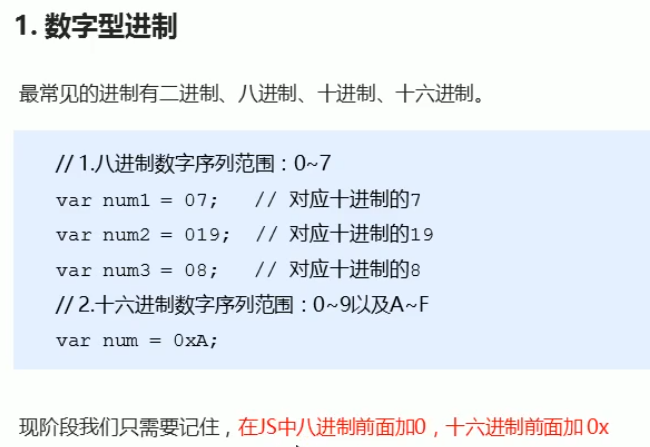 1. 数字型进制
最常见的进制有二进制、八进制、十进制、十六进制。
// 1.八进制数字序列范围：0~7
var num1 = 07;   // 对应十进制的7
var num2 = 019;  // 对应十进制的19
var num3 = 08;   // 对应十进制的8
// 2.十六进制数字序列范围：0~9以及A~F
var num = 0xA;
现阶段我们只需要记住，在JS中八进制前面加0，十六进制前面加 0x